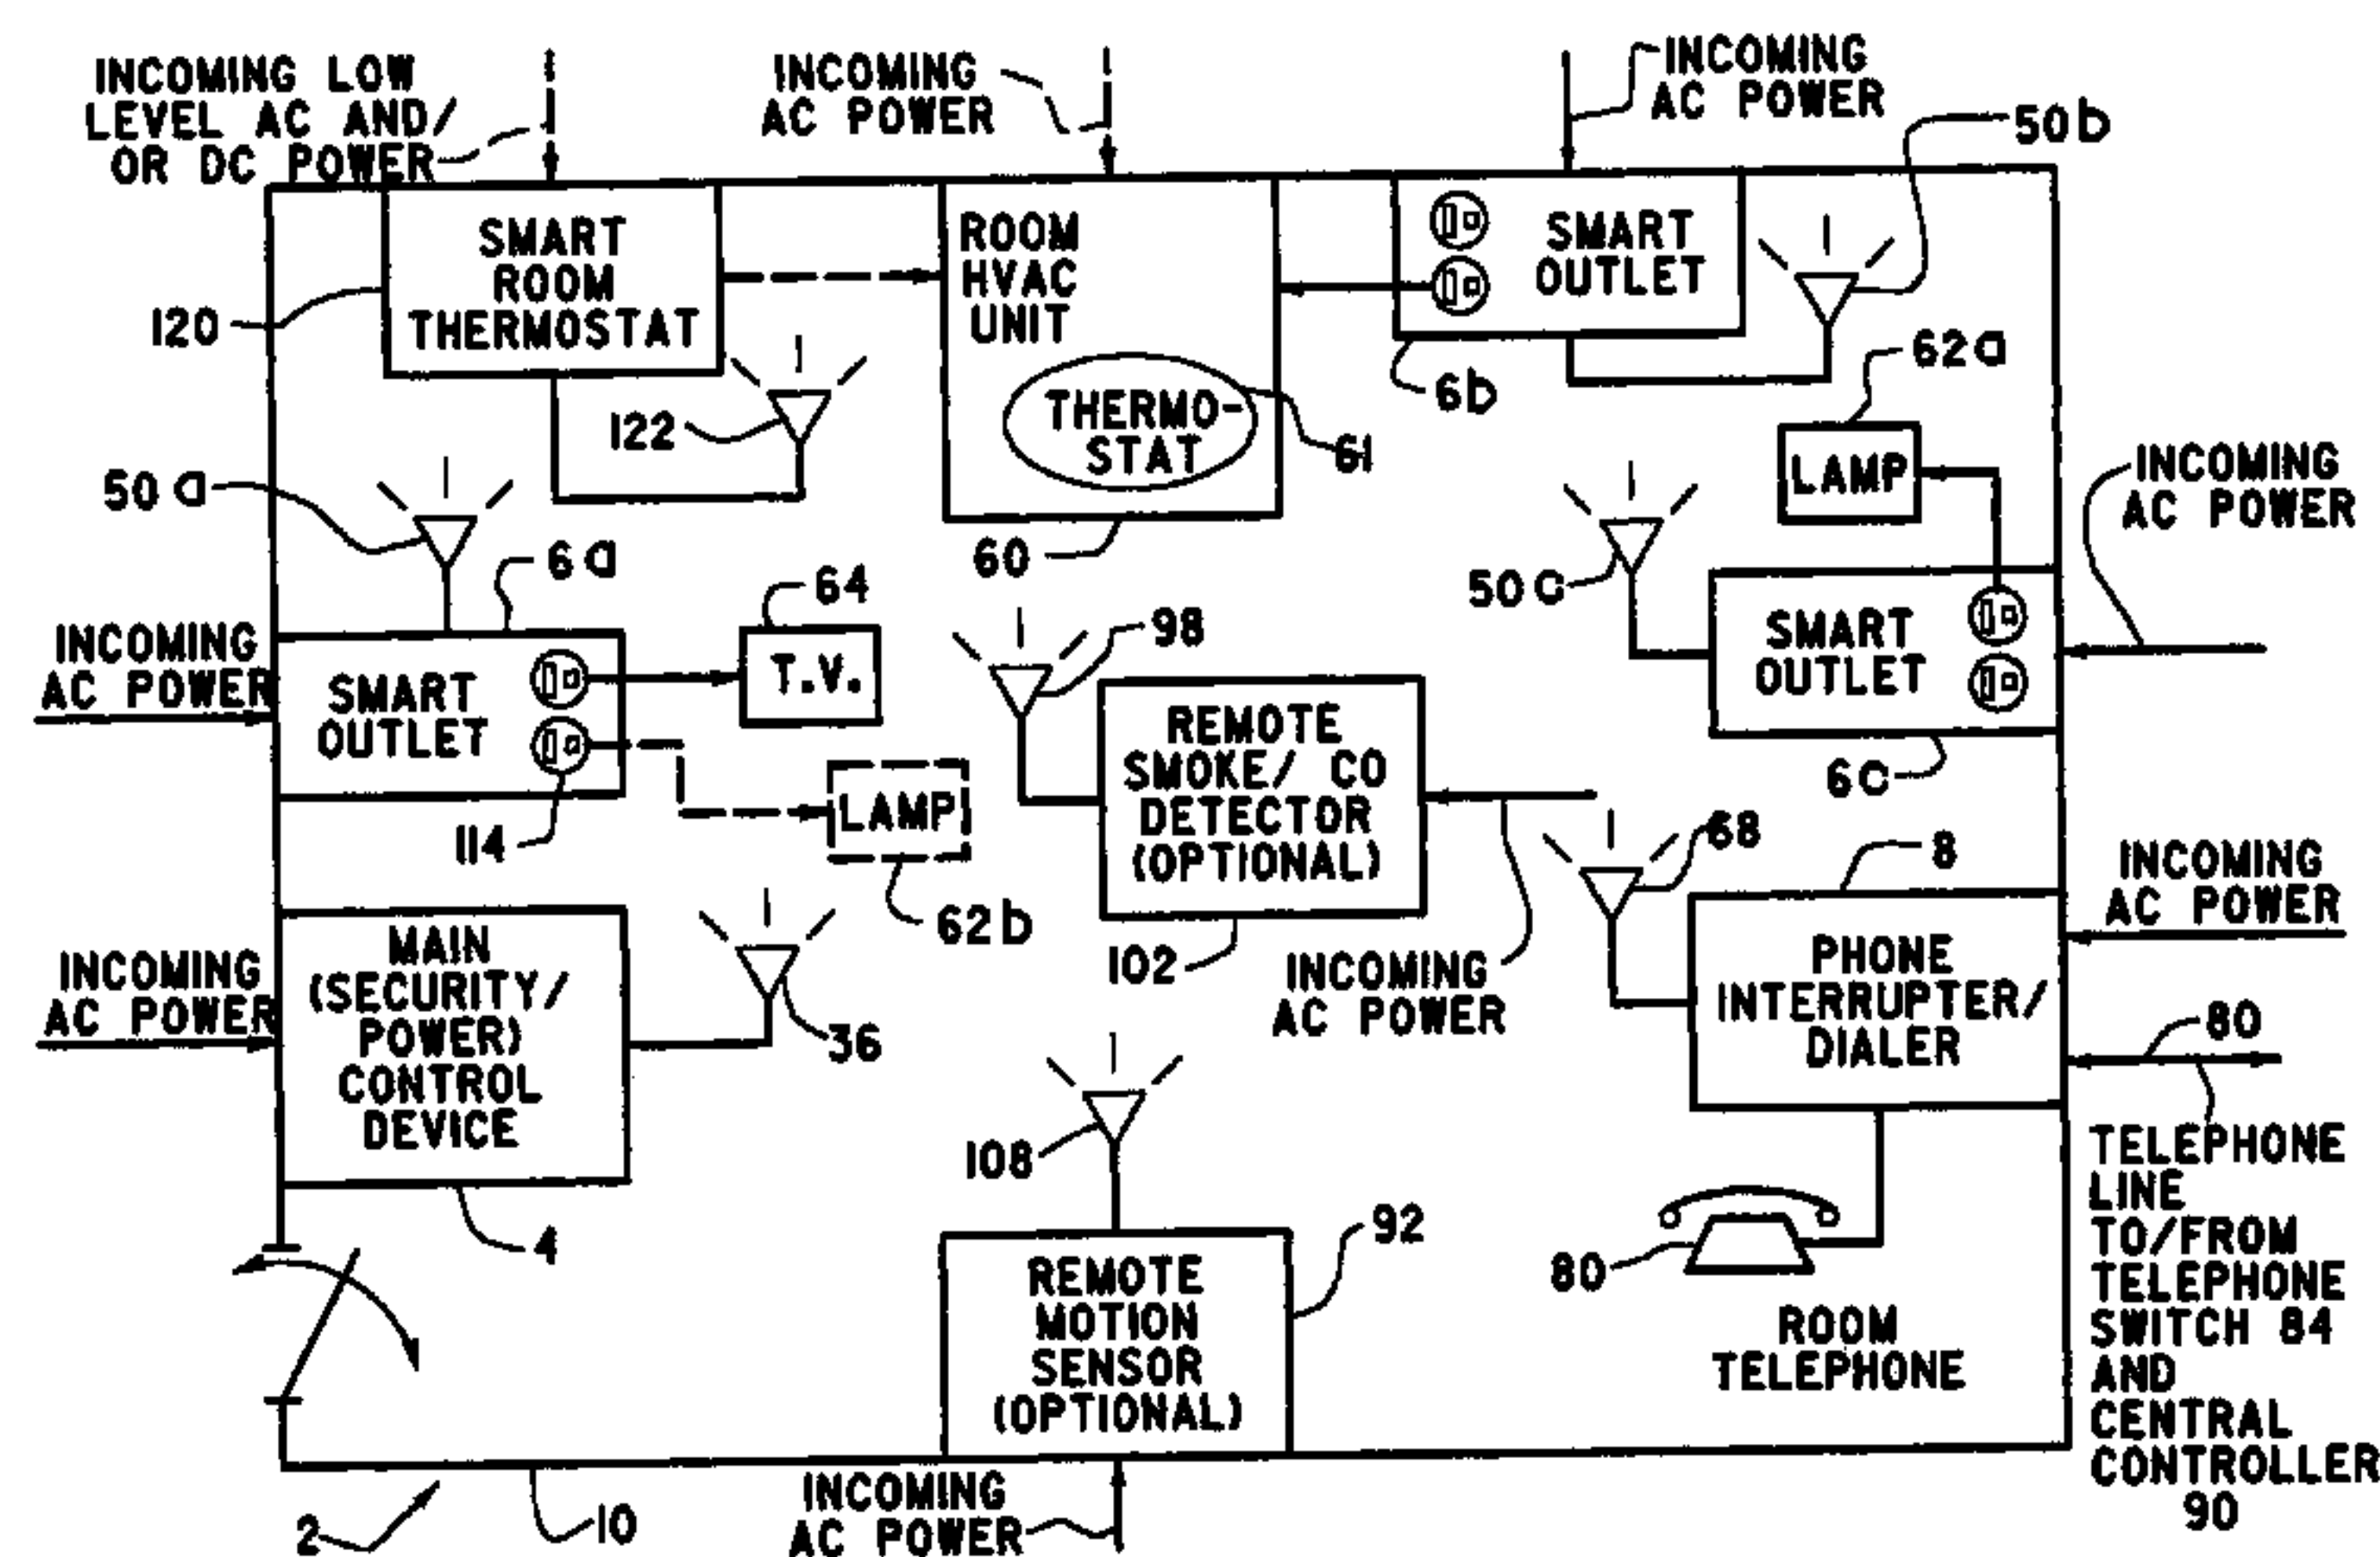 INCOMING LOW
LEVEL AC AND/
OR DC POWER
INCOMING
AC POWER
INCOMING
AC POWER
50b
SMART
ROOM
THERMOSTAT
120
122
ROOM
HVAC
UNIT
THERMO-
STAT
61
60
SMART
OUTLET
6b
62a
LAMP
INCOMING
AC POWER
50a
6a
INCOMING
AC POWER
SMART
OUTLET
114
64
T.V.
LAMP
62b
98
REMOTE
SMOKE/ CO
DETECTOR
(OPTIONAL)
102
INCOMING
AC POWER
50c
SMART
OUTLET
6c
68
8
INCOMING
AC POWER
PHONE
INTERRUPTER/
DIALER
80
TELEPHONE
LINE
TO/FROM
TELEPHONE
SWITCH 84
AND
CENTRAL
CONTROLLER
90
INCOMING
AC POWER
MAIN
(SECURITY/
POWER)
CONTROL
DEVICE
36
4
108
92
REMOTE
MOTION
SENSOR
(OPTIONAL)
80
ROOM
TELEPHONE
2
10
INCOMING
AC POWER